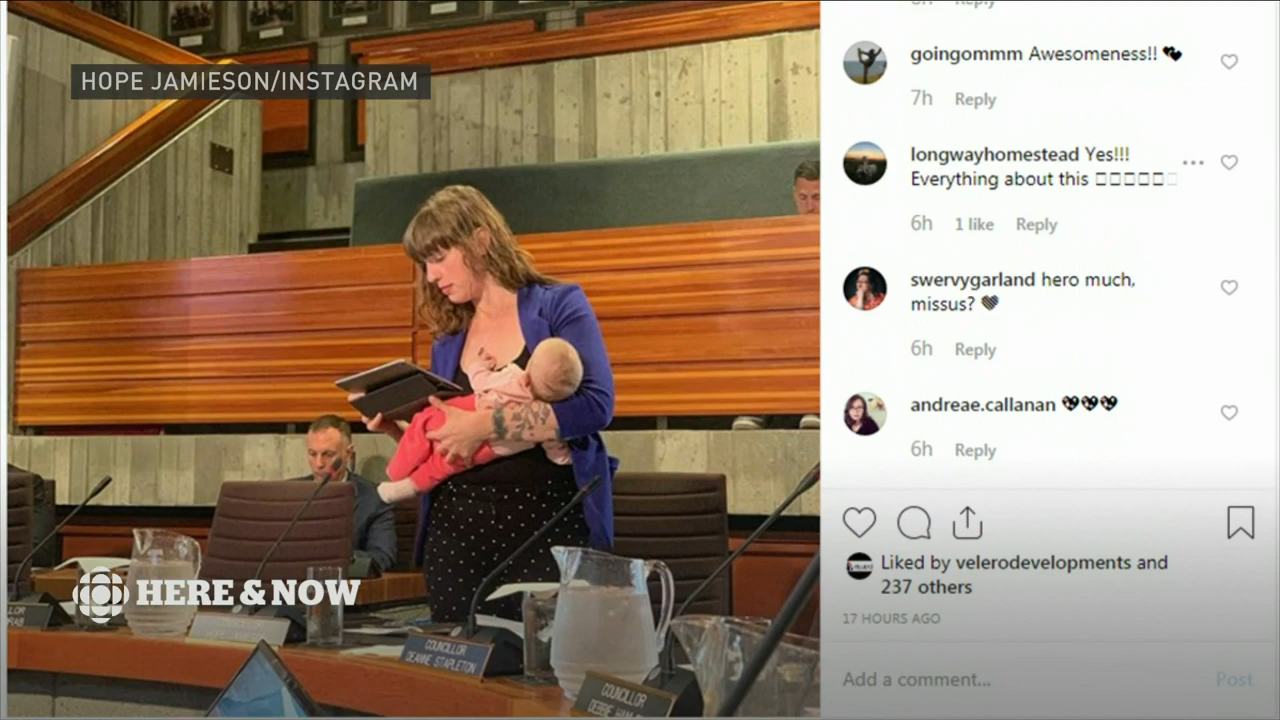 HOPE JAMIESON/INSTAGRAM
HERE & NOW
COUNCILLOR
DEANNE STAPLETON
COUNCILLOR
DEBBIE
Reply
goingommm Awesomeness!!
7h Reply
longwayhomestead Yes!!!
Everything about this
6h 1 like Reply
swervygarland hero much,
missus?
6h Reply
andreae.callanan
6h Reply
Liked by velerodevelopments and
237 others
17 HOURS AGO
Add a comment... Post